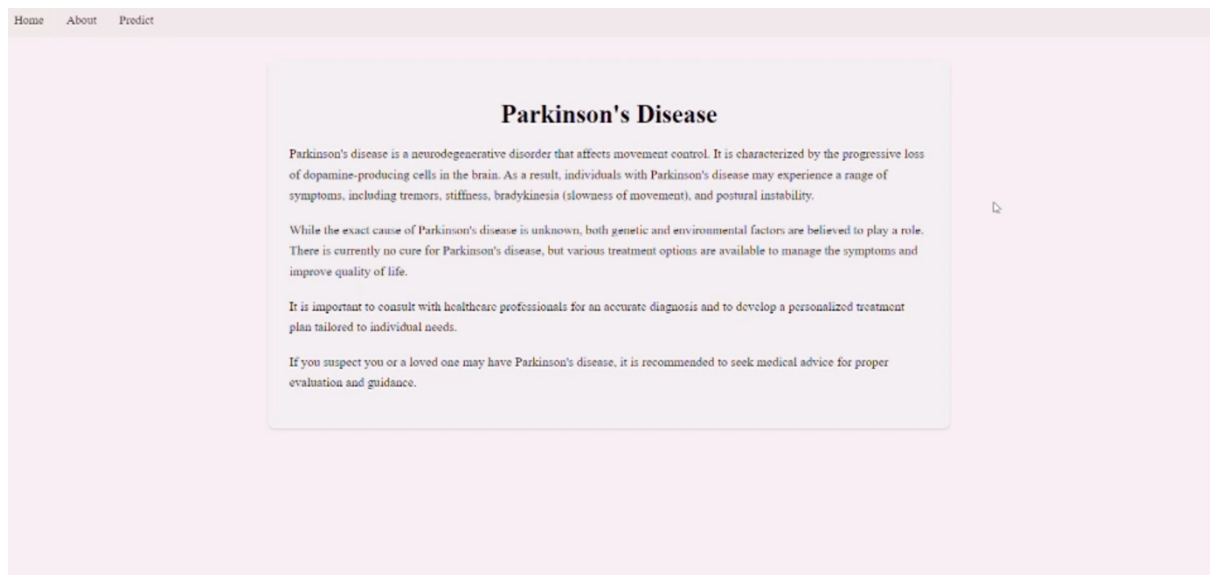 Home About Predict
Parkinson's Disease
Parkinson's disease is a neurodegenerative disorder that affects movement control. It is characterized by the progressive loss
of dopamine-producing cells in the brain. As a result, individuals with Parkinson's disease may experience a range of
symptoms, including tremors, stiffness, bradykinesia (slowness of movement), and postural instability.
While the exact cause of Parkinson's disease is unknown, both genetic and environmental factors are believed to play a role.
There is currently no cure for Parkinson's disease, but various treatment options are available to manage the symptoms and
improve quality of life.
It is important to consult with healthcare professionals for an accurate diagnosis and to develop a personalized treatment
plan tailored to individual needs.
If you suspect you or a loved one may have Parkinson's disease, it is recommended to seek medical advice for proper
evaluation and guidance.